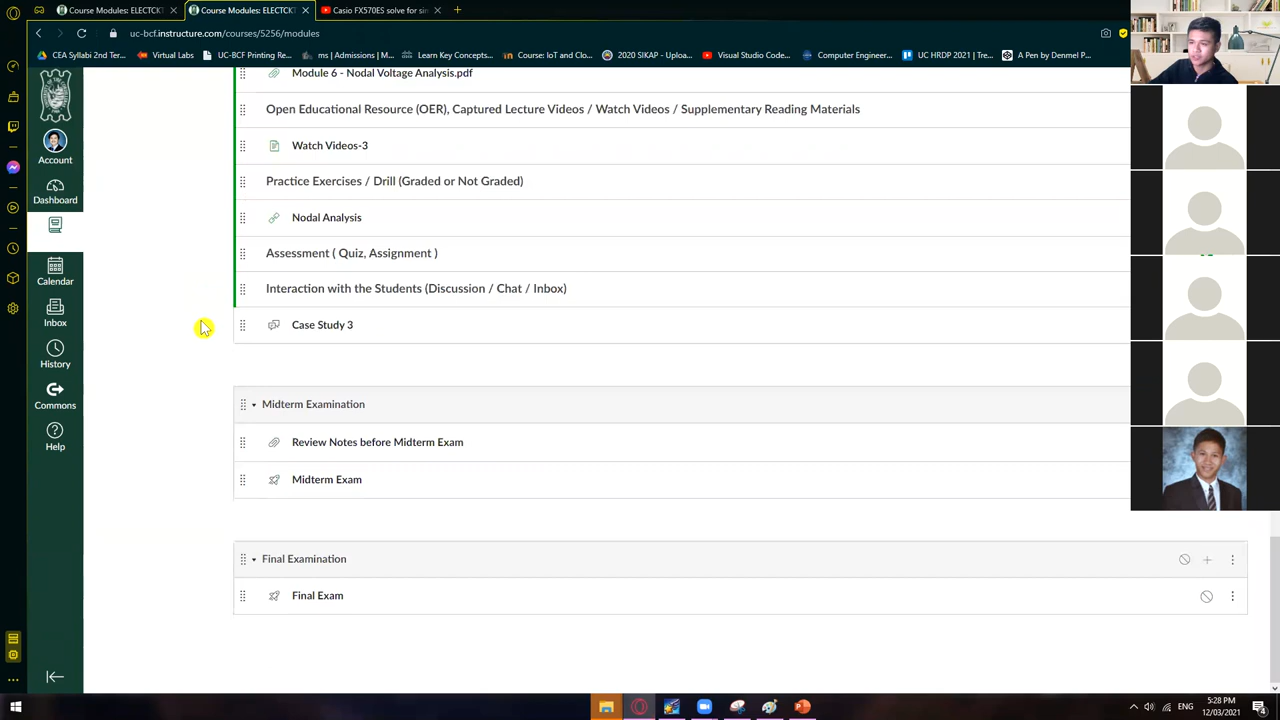 Course Modules: ELECTCKT
Course Modules: ELECTCKT
Casio FX570ES solve for sin
uc-bcf.instructure.com/courses/5256/modules
CEA Syllabi 2nd Ter...
Virtual Labs
UC-BCF Printing Re...
ms | Admissions | M...
Learn Key Concepts...
Course: IoT and Clo...
2020 SIKAP - Uploa...
Visual Studio Code...
Computer Engineer...
UC HRDP 2021 | Tre...
A Pen by Denmel P...
Module 6 - Nodal Voltage Analysis.pdf
Open Educational Resource (OER), Captured Lecture Videos / Watch Videos / Supplementary Reading Materials
Watch Videos-3
Practice Exercises / Drill (Graded or Not Graded)
Nodal Analysis
Assessment ( Quiz, Assignment )
Interaction with the Students (Discussion / Chat / Inbox)
Case Study 3
Midterm Examination
Review Notes before Midterm Exam
Midterm Exam
Final Examination
Final Exam
Account
Dashboard
Calendar
Inbox
History
Commons
Help
ENG
5:28 PM
12/03/2021
4